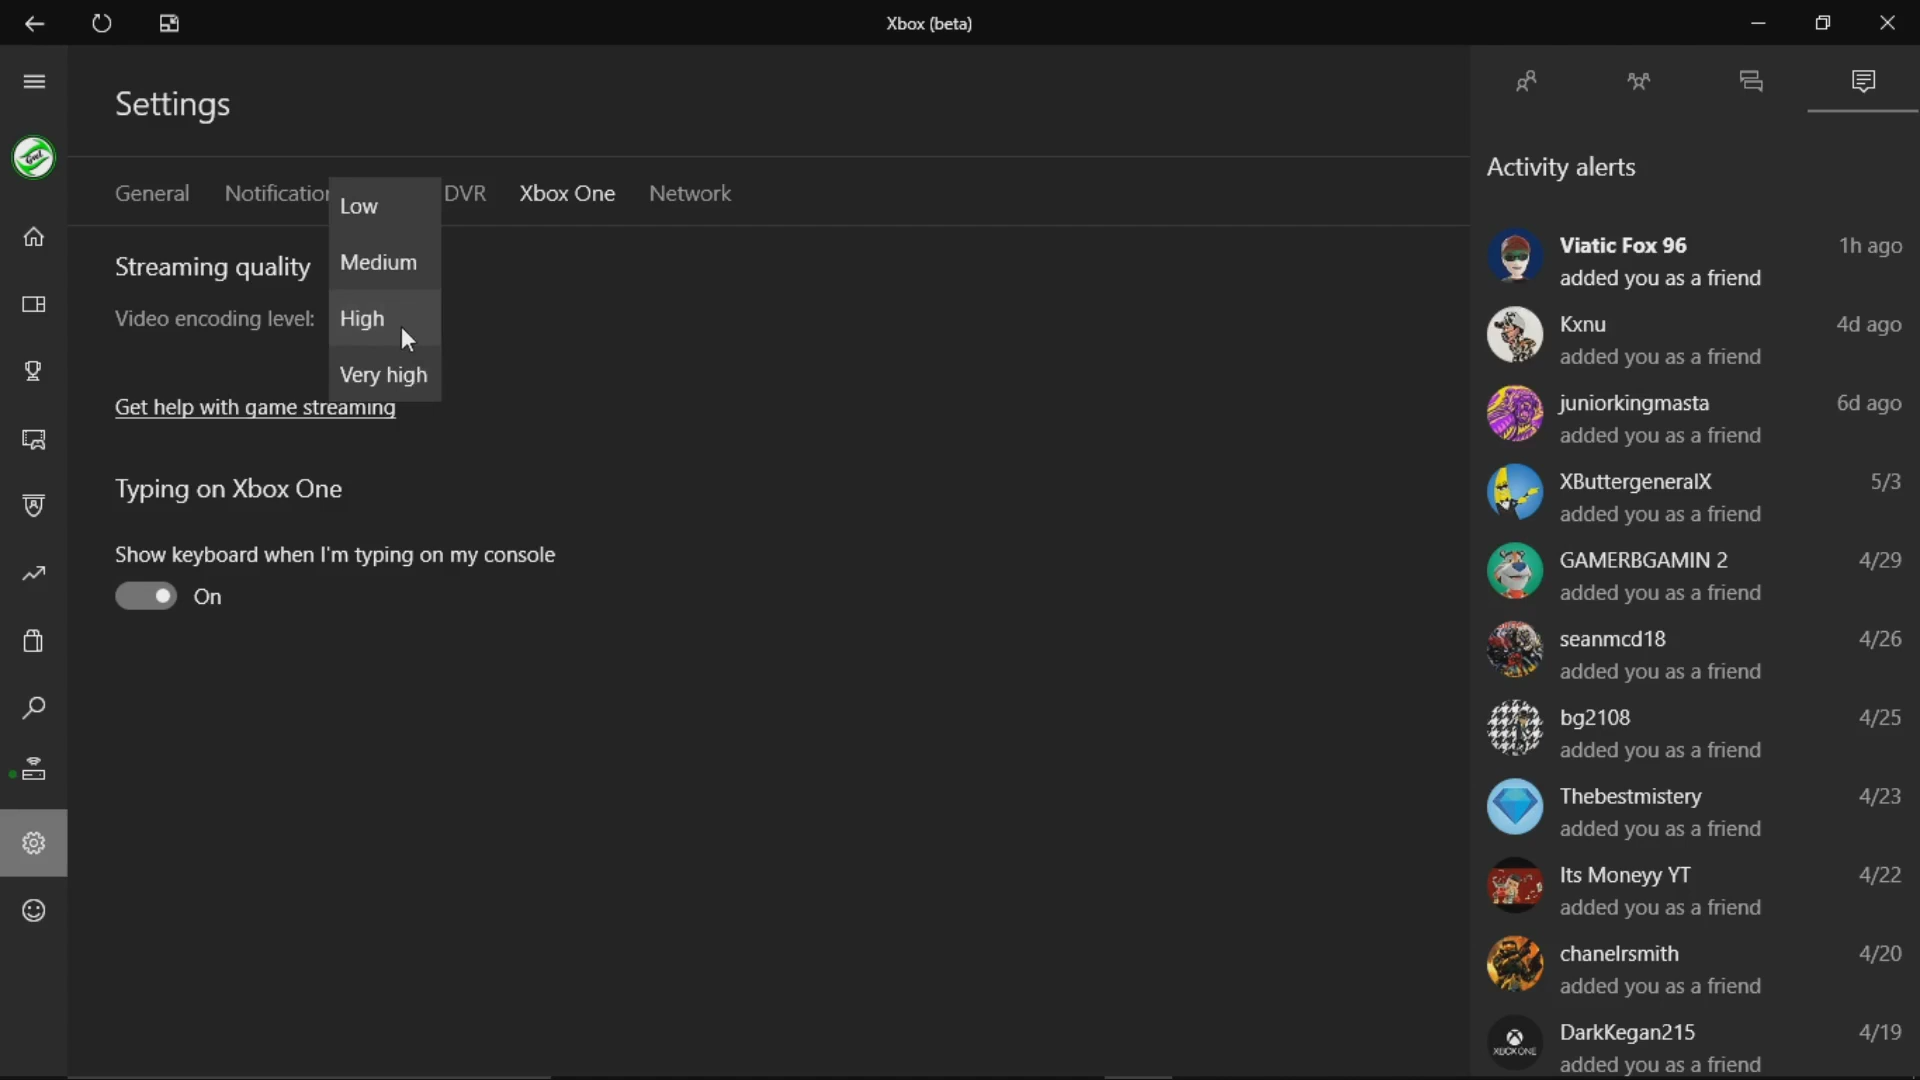 Xbox (beta)
Settings
General Notification DVR Xbox One Network
Low
Medium
High
Very high
Streaming quality
Video encoding level:
Get help with game streaming
Typing on Xbox One
Show keyboard when I'm typing on my console
On
Activity alerts
Viatic Fox 96 1h ago
added you as a friend
Kxnu 4d ago
added you as a friend
juniorkingmasta 6d ago
added you as a friend
XButtergeneralX 5/3
added you as a friend
GAMERBGAMIN 2 4/29
added you as a friend
seanmcd18 4/26
added you as a friend
bg2108 4/25
added you as a friend
Thebestmistery 4/23
added you as a friend
Its Moneyy YT 4/22
added you as a friend
chanelrsmith 4/20
added you as a friend
XBOX ONE
DarkKegan215 4/19
added you as a friend